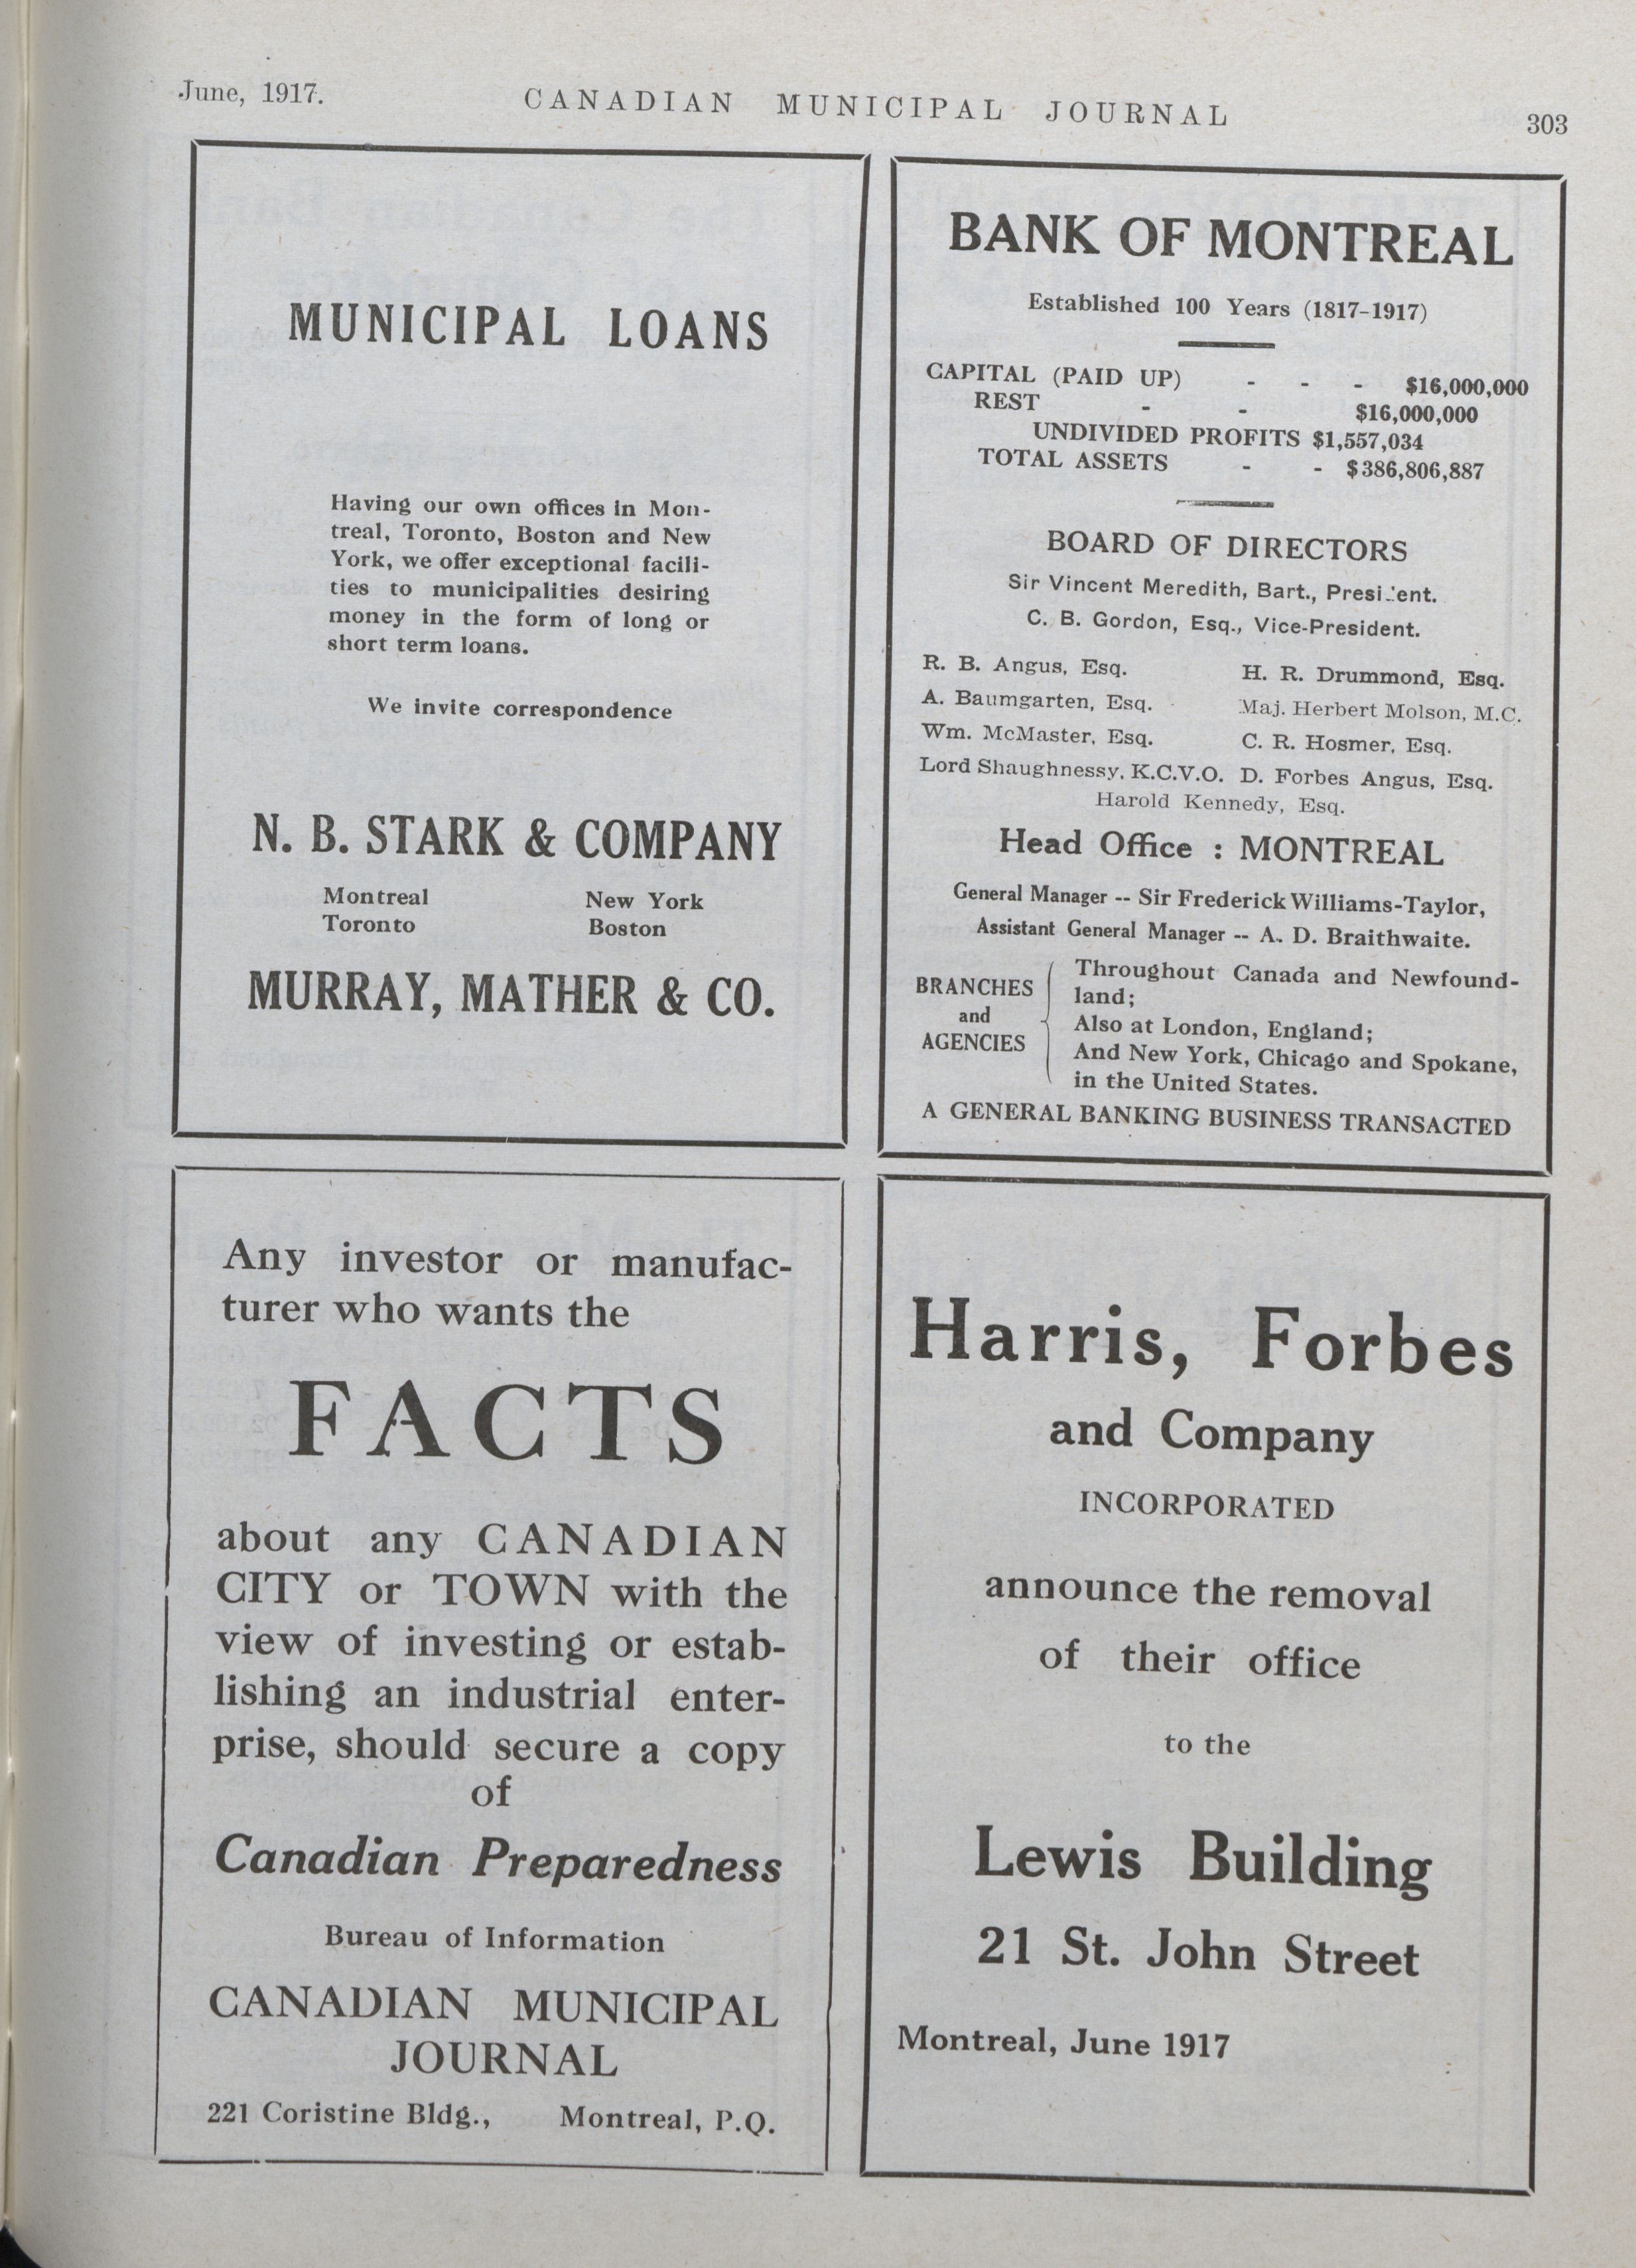 June, 1917.
CANADIAN MUNICIPAL JOURNAL
303
MUNICIPAL LOANS
Having our own offices in Mon-
treal, Toronto, Boston and New
York, we offer exceptional facili-
ties to municipalities desiring
money in the form of long or
short term loans.
We invite correspondence
N. B. STARK & COMPANY
Montreal New York
Toronto Boston
MURRAY, MATHER & CO.
BANK OF MONTREAL
Established 100 Years (1817-1917)
CAPITAL (PAID UP) - - - $16,000,000
REST - - $16,000,000
UNDIVIDED PROFITS $1,557,034
TOTAL ASSETS - - $386,806,887
BOARD OF DIRECTORS
Sir Vincent Meredith, Bart., President.
C. B. Gordon, Esq., Vice-President.
R. B. Angus, Esq. H. R. Drummond, Esq.
A. Baumgarten, Esq. Maj. Herbert Molson, M.C.
Wm. McMaster, Esq. C. R. Hosmer, Esq.
Lord Shaughnessy, K.C.V.O. D. Forbes Angus, Esq.
Harold Kennedy, Esq.
Head Office : MONTREAL
General Manager -- Sir Frederick Williams-Taylor,
Assistant General Manager -- A. D. Braithwaite.
BRANCHES
and
AGENCIES
Throughout Canada and Newfound-
land;
Also at London, England;
And New York, Chicago and Spokane,
in the United States.
A GENERAL BANKING BUSINESS TRANSACTED
Any investor or manufac-
turer who wants the
FACTS
about any CANADIAN
CITY or TOWN with the
view of investing or estab-
lishing an industrial enter-
prise, should secure a copy
of
Canadian Preparedness
Bureau of Information
CANADIAN MUNICIPAL
JOURNAL
221 Coristine Bldg., Montreal, P.Q.
Harris, Forbes
and Company
INCORPORATED
announce the removal
of their office
to the
Lewis Building
21 St. John Street
Montreal, June 1917